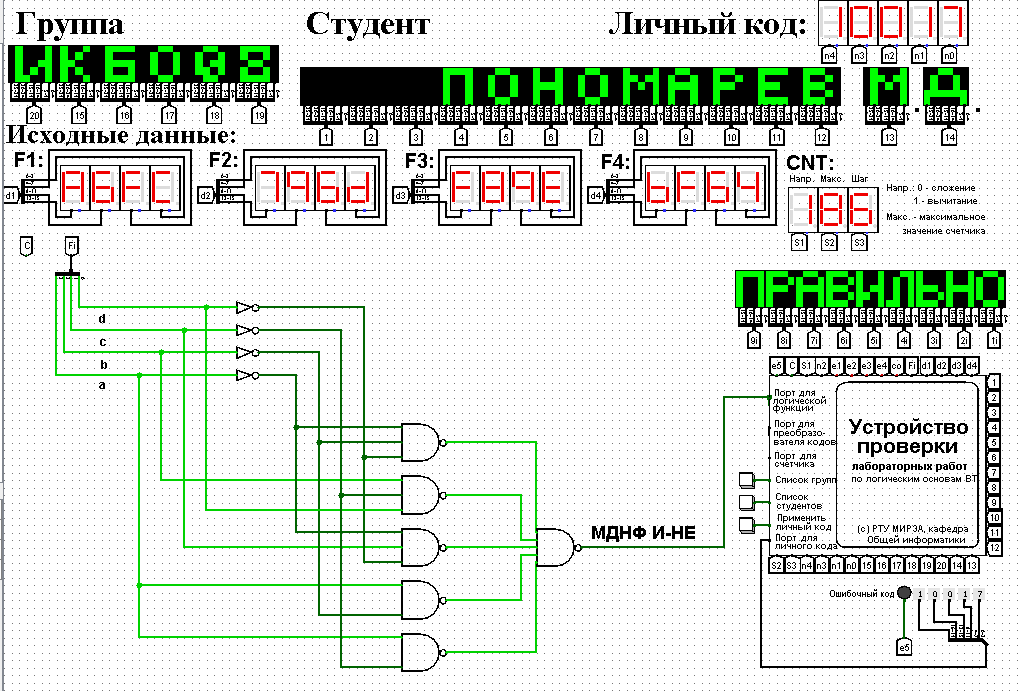 Группа Студент Личный код: 10017
n4 n3 n2 n1 n0
ИКБО08 ПОНОМАРЕВ М.Д.
20 15 16 17 18 19
1 2 3 4 5 6 7 8 9 10 11 12 13 14
Исходные данные:
F1: F2: F3: F4: CNT:
Напр. Макс. Шаг
d1 d2 d3 d4
186
Напр.: 0 - сложение
1 - вычитание
Макс. - максимальное
значение счетчика
S1 S2 S3
C Fi
ПРАВИЛЬНО
9i 8i 7i 6i 5i 4i 3i 2i 1i
d
c
b
a
e5 C S1 n2 e1 e2 e3 e4 co Fi d1 d2 d3 d4
Порт для
логической
функции
Порт для
преобразо-
вателя кодов
Порт для
счетчика
Список групп
Список
студентов
Применить
личный код
Порт для
личного кода
Устройство
проверки
лабораторных работ
по логическим основам ВТ
(с) РТУ МИРЭА, кафедра
Общей информатики
1
2
3
4
5
6
7
8
9
10
11
12
S2 S3 n4 n3 n1 n0 15 16 17 18 19 20 14 13
МДНФ И-НЕ
Ошибочный код 1 0 0 1 7
e5